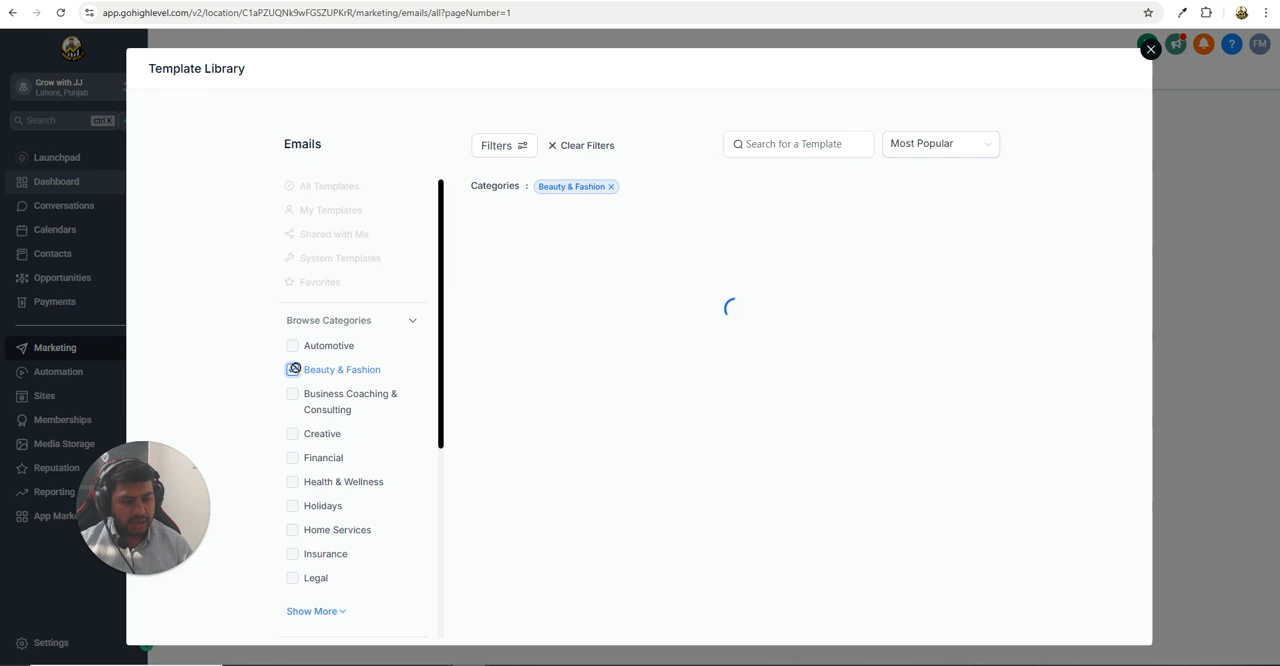 app.gohighlevel.com/v2/location/C1aPZUQNk9wFGSZUPKrR/marketing/emails/all?pageNumber=1
Template Library
Grow with JJ
Lahore, Punjab
Search
ctrl K
FM
Launchpad
Dashboard
Conversations
Calendars
Contacts
Opportunities
Payments
Marketing
Automation
Sites
Memberships
Media Storage
Reputation
Reporting
App Mark
Settings
Emails
All Templates
My Templates
Shared with Me
System Templates
Favorites
Browse Categories
Automotive
Beauty & Fashion
Business Coaching &
Consulting
Creative
Financial
Health & Wellness
Holidays
Home Services
Insurance
Legal
Show More
Filters
Clear Filters
Search for a Template
Most Popular
Categories : Beauty & Fashion